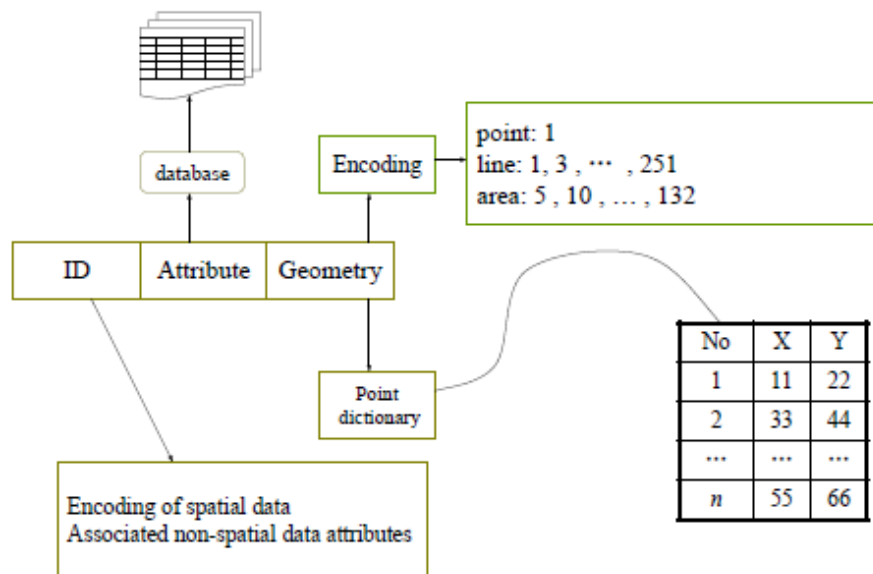 database
Encoding
point: 1
line: 1, 3 , ··· , 251
area: 5 , 10 , … , 132
ID Attribute Geometry
Point
dictionary
No X Y
1 11 22
2 33 44
··· ··· ···
n 55 66
Encoding of spatial data
Associated non-spatial data attributes